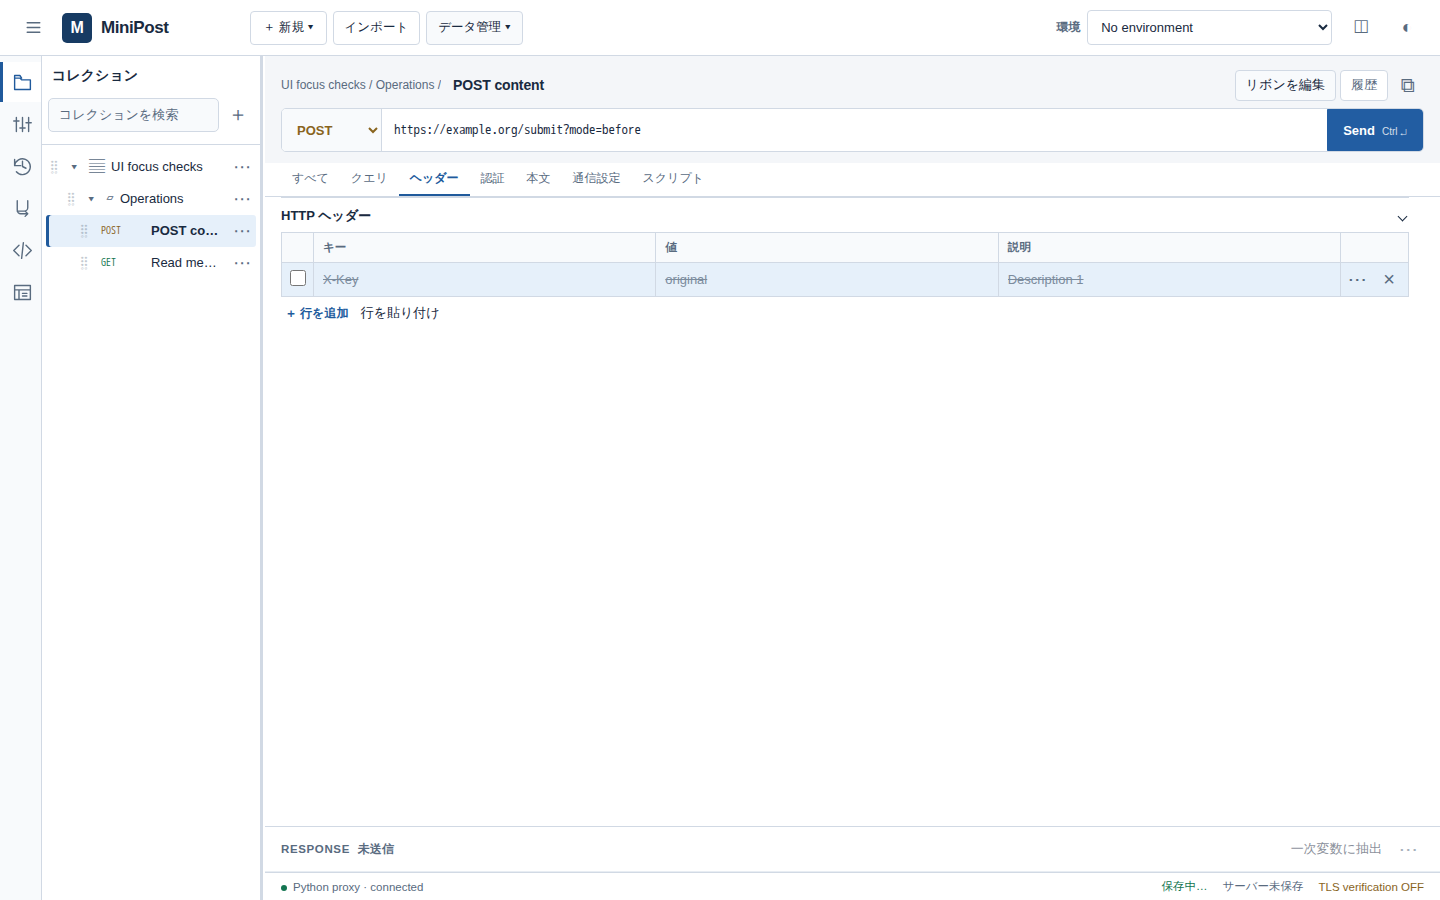 M MiniPost ＋ 新規 ▾ インポート データ管理 ▾ 環境 No environment
コレクション
コレクションを検索 ＋
UI focus checks ···
Operations ···
POST POST co... ···
GET Read me... ···
UI focus checks / Operations / POST content リボンを編集 履歴
POST https://example.org/submit?mode=before Send Ctrl ⏎
すべて クエリ ヘッダー 認証 本文 通信設定 スクリプト
HTTP ヘッダー
キー 値 説明
X-Key original Description 1 ··· ✕
+ 行を追加 行を貼り付け
RESPONSE 未送信 一次変数に抽出 ···
Python proxy · connected 保存中… サーバー未保存 TLS verification OFF